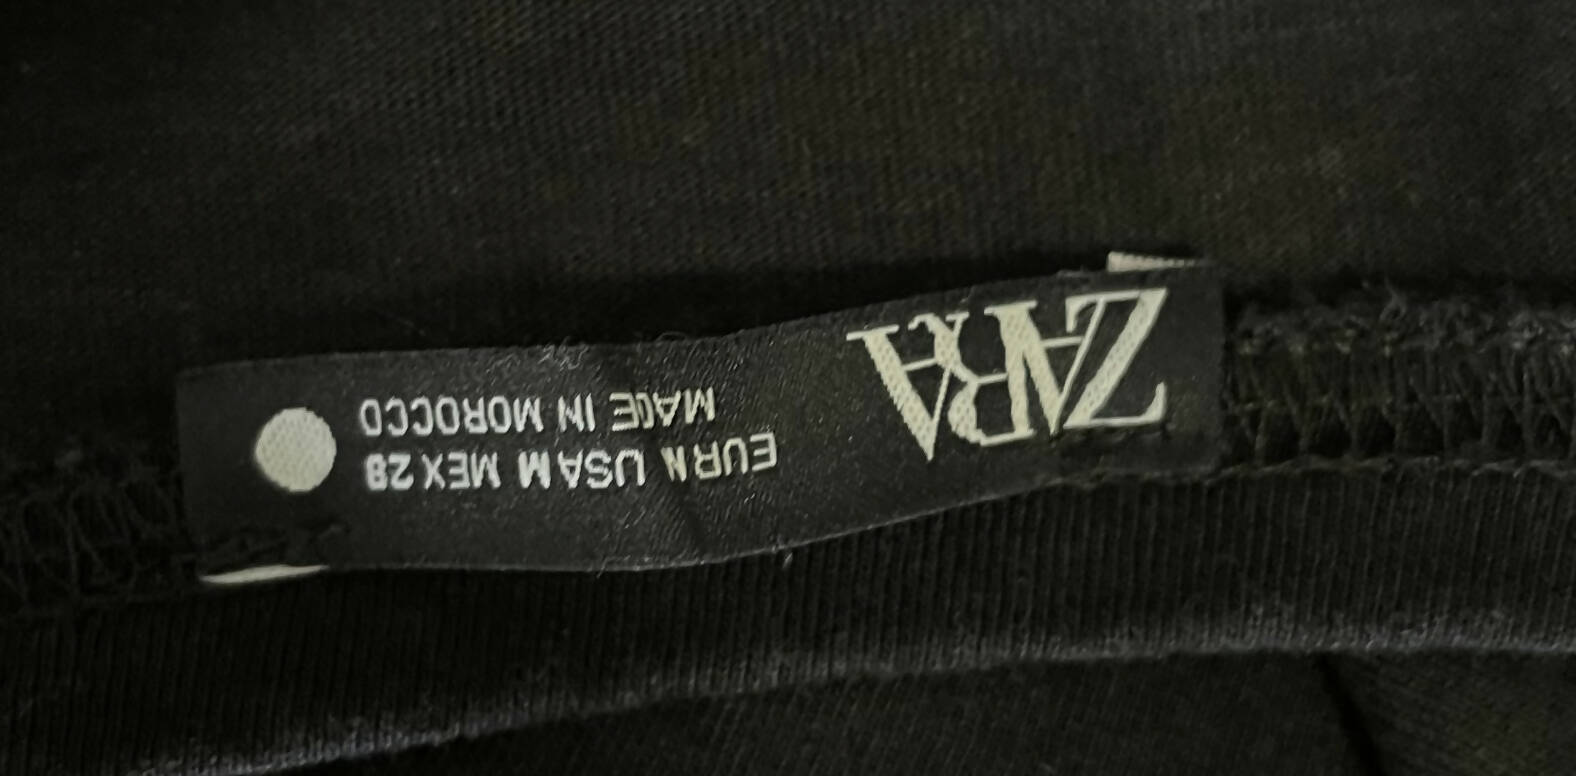 ZARA
EUR M USA M MEX 28
MADE IN MOROCCO